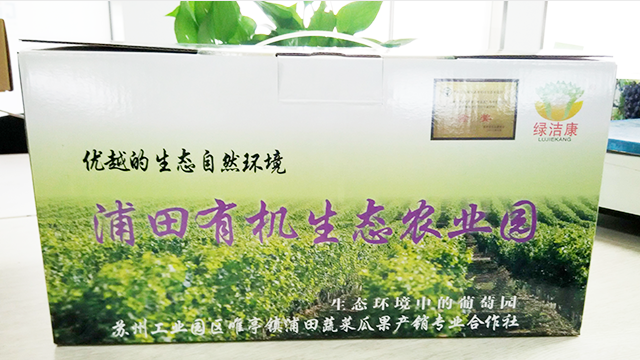 绿洁康
LUJIEKANG
优越的生态自然环境
浦田有机生态农业园
生态环境中的葡萄园
苏州工业园区唯亭镇浦田蔬菜瓜果产销专业合作社